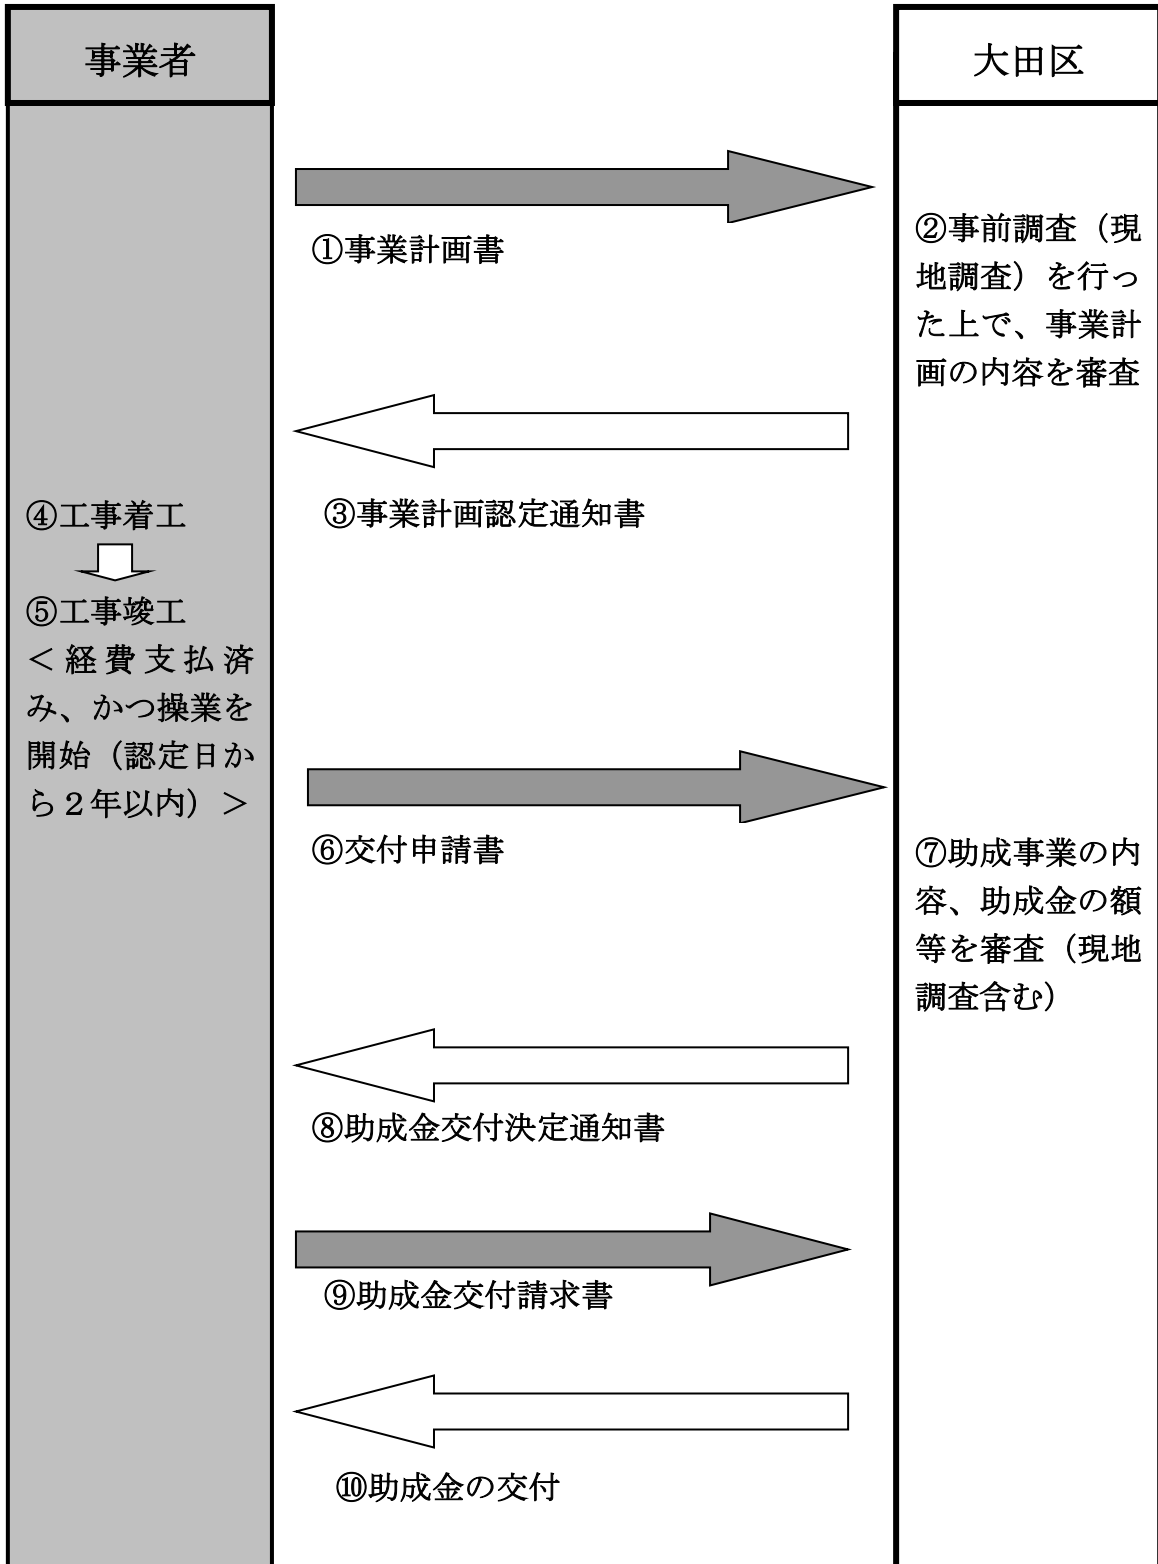 事業者
大田区
①事業計画書
②事前調査（現
地調査）を行っ
た上で、事業計
画の内容を審査
③事業計画認定通知書
④工事着工
⑤工事竣工
＜経費支払済
み、かつ操業を
開始（認定日か
ら２年以内）＞
⑥交付申請書
⑦助成事業の内
容、助成金の額
等を審査（現地
調査含む）
⑧助成金交付決定通知書
⑨助成金交付請求書
⑩助成金の交付